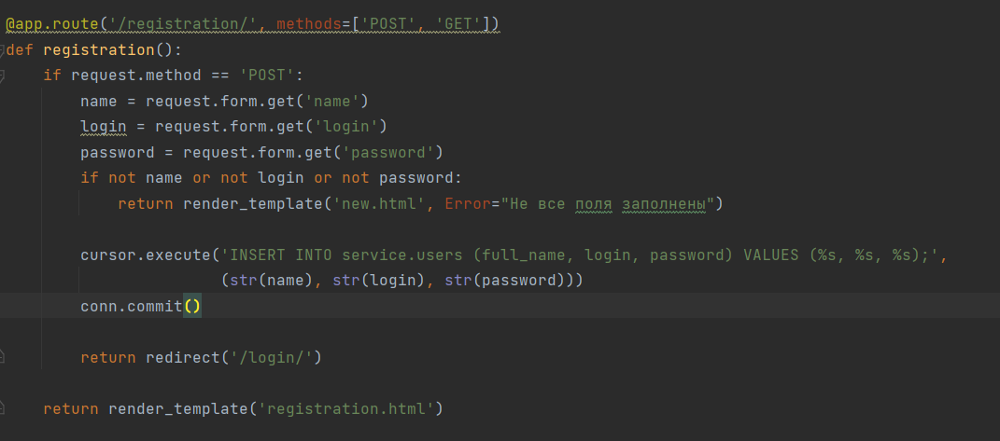 @app.route('/registration/', methods=['POST', 'GET'])
def registration():
    if request.method == 'POST':
        name = request.form.get('name')
        login = request.form.get('login')
        password = request.form.get('password')
        if not name or not login or not password:
            return render_template('new.html', Error="Не все поля заполнены")
        cursor.execute('INSERT INTO service.users (full_name, login, password) VALUES (%s, %s, %s);',
                       (str(name), str(login), str(password)))
        conn.commit()
        return redirect('/login/')
    return render_template('registration.html')